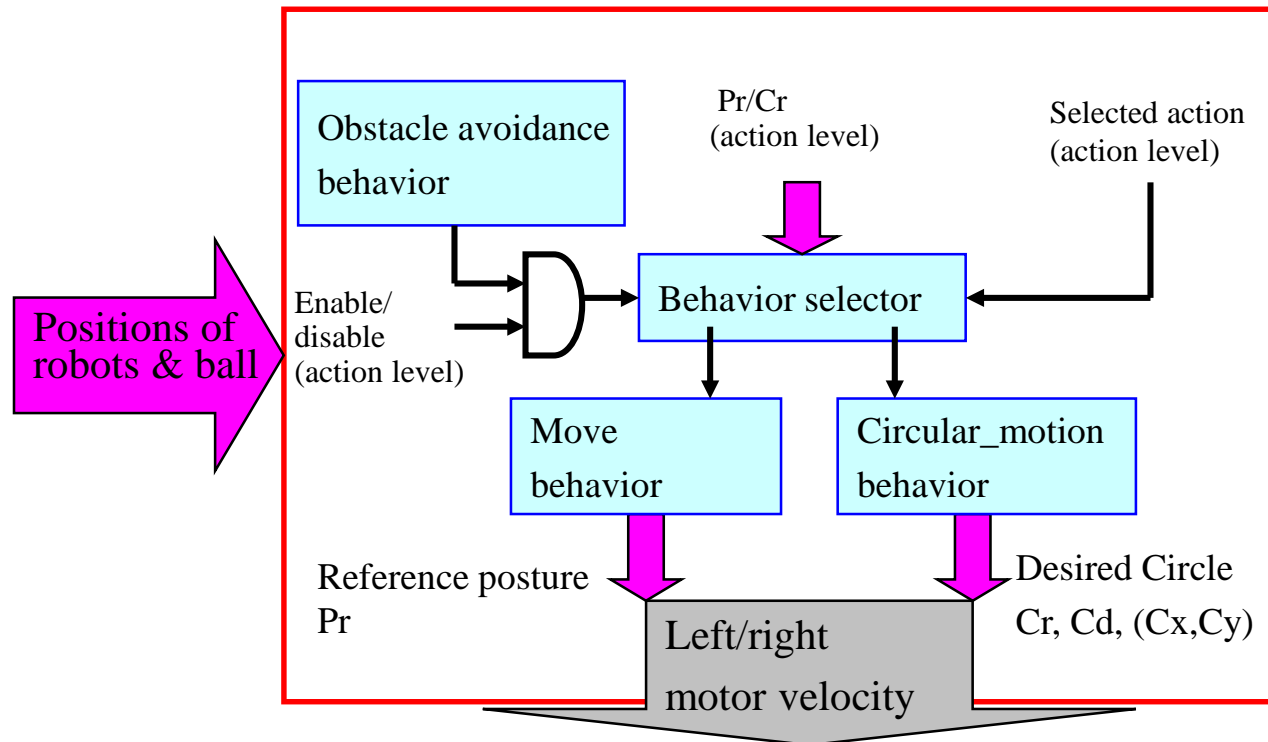 Obstacle avoidance
behavior
Pr/Cr
(action level)
Selected action
(action level)
Positions of
robots & ball
Enable/
disable
(action level)
Behavior selector
Move
behavior
Circular_motion
behavior
Reference posture
Pr
Desired Circle
Cr, Cd, (Cx,Cy)
Left/right
motor velocity